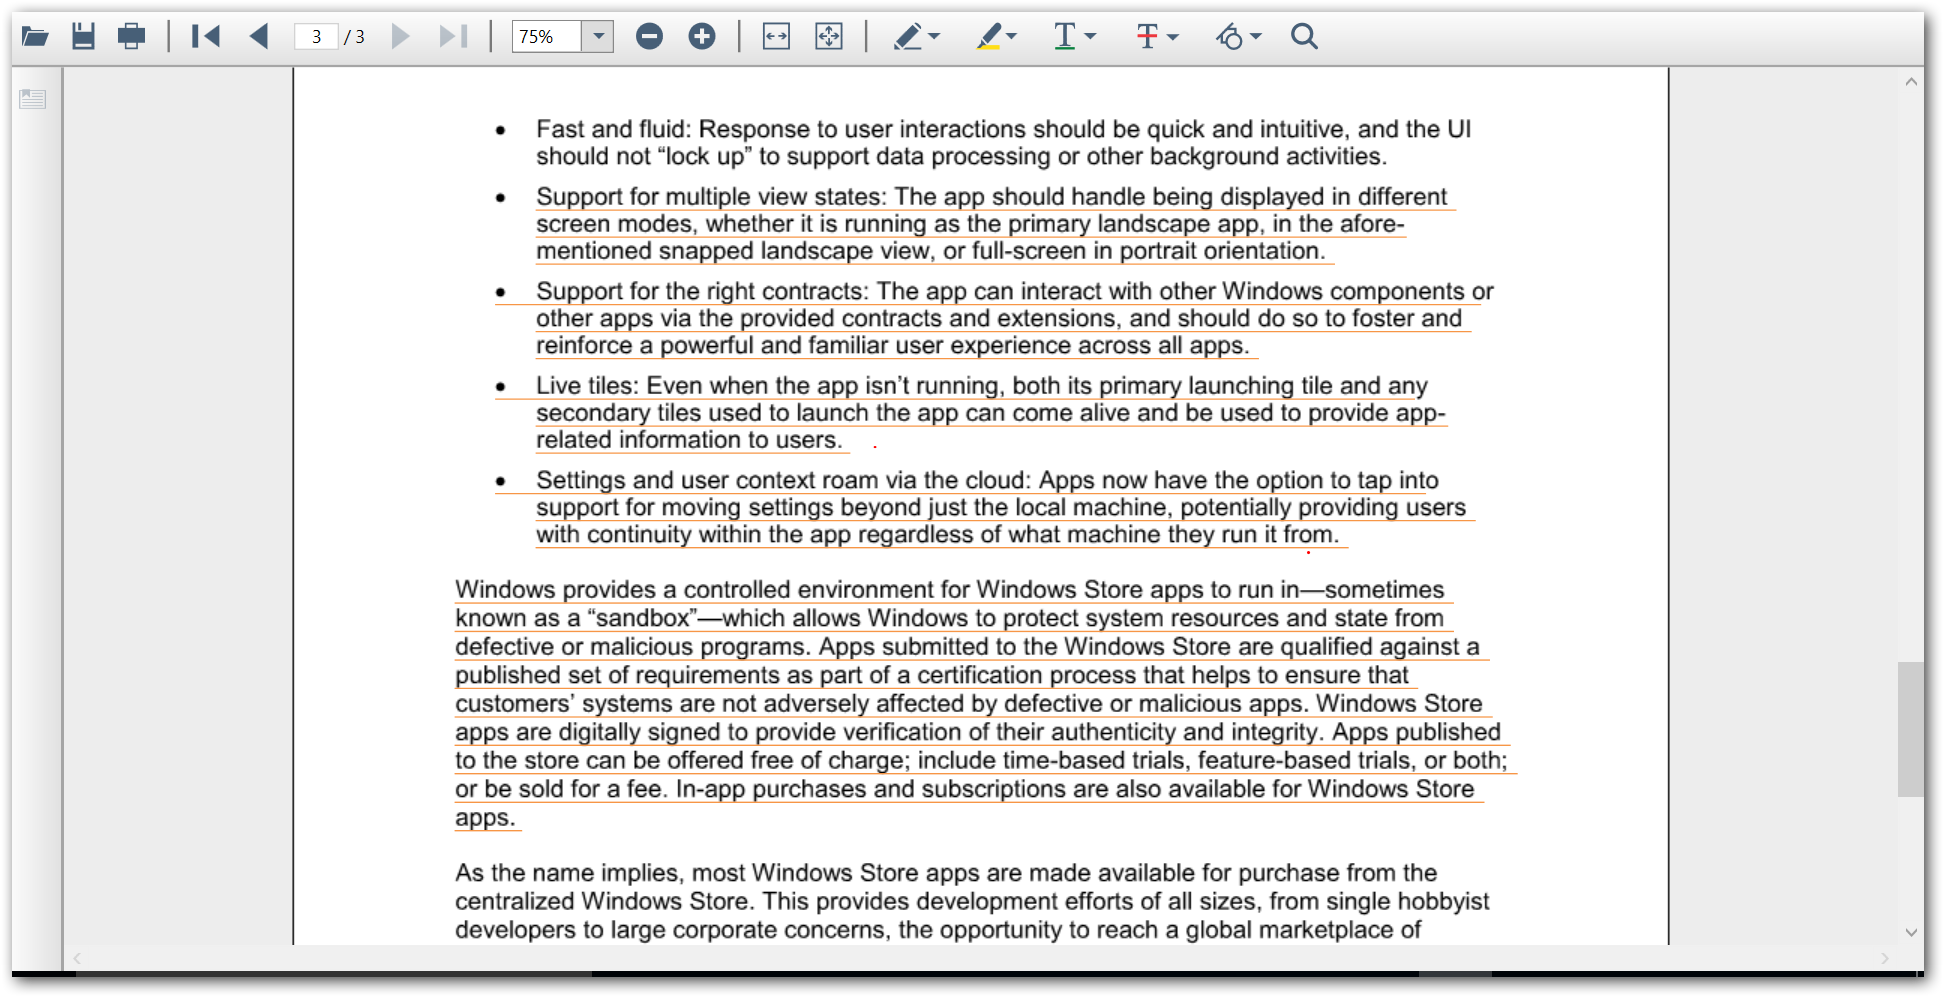 3 / 3
75%
T
T
• Fast and fluid: Response to user interactions should be quick and intuitive, and the UI
should not “lock up” to support data processing or other background activities.
• Support for multiple view states: The app should handle being displayed in different
screen modes, whether it is running as the primary landscape app, in the afore-
mentioned snapped landscape view, or full-screen in portrait orientation.
• Support for the right contracts: The app can interact with other Windows components or
other apps via the provided contracts and extensions, and should do so to foster and
reinforce a powerful and familiar user experience across all apps.
• Live tiles: Even when the app isn’t running, both its primary launching tile and any
secondary tiles used to launch the app can come alive and be used to provide app-
related information to users.
• Settings and user context roam via the cloud: Apps now have the option to tap into
support for moving settings beyond just the local machine, potentially providing users
with continuity within the app regardless of what machine they run it from.
Windows provides a controlled environment for Windows Store apps to run in—sometimes
known as a “sandbox”—which allows Windows to protect system resources and state from
defective or malicious programs. Apps submitted to the Windows Store are qualified against a
published set of requirements as part of a certification process that helps to ensure that
customers’ systems are not adversely affected by defective or malicious apps. Windows Store
apps are digitally signed to provide verification of their authenticity and integrity. Apps published
to the store can be offered free of charge; include time-based trials, feature-based trials, or both;
or be sold for a fee. In-app purchases and subscriptions are also available for Windows Store
apps.
As the name implies, most Windows Store apps are made available for purchase from the
centralized Windows Store. This provides development efforts of all sizes, from single hobbyist
developers to large corporate concerns, the opportunity to reach a global marketplace of